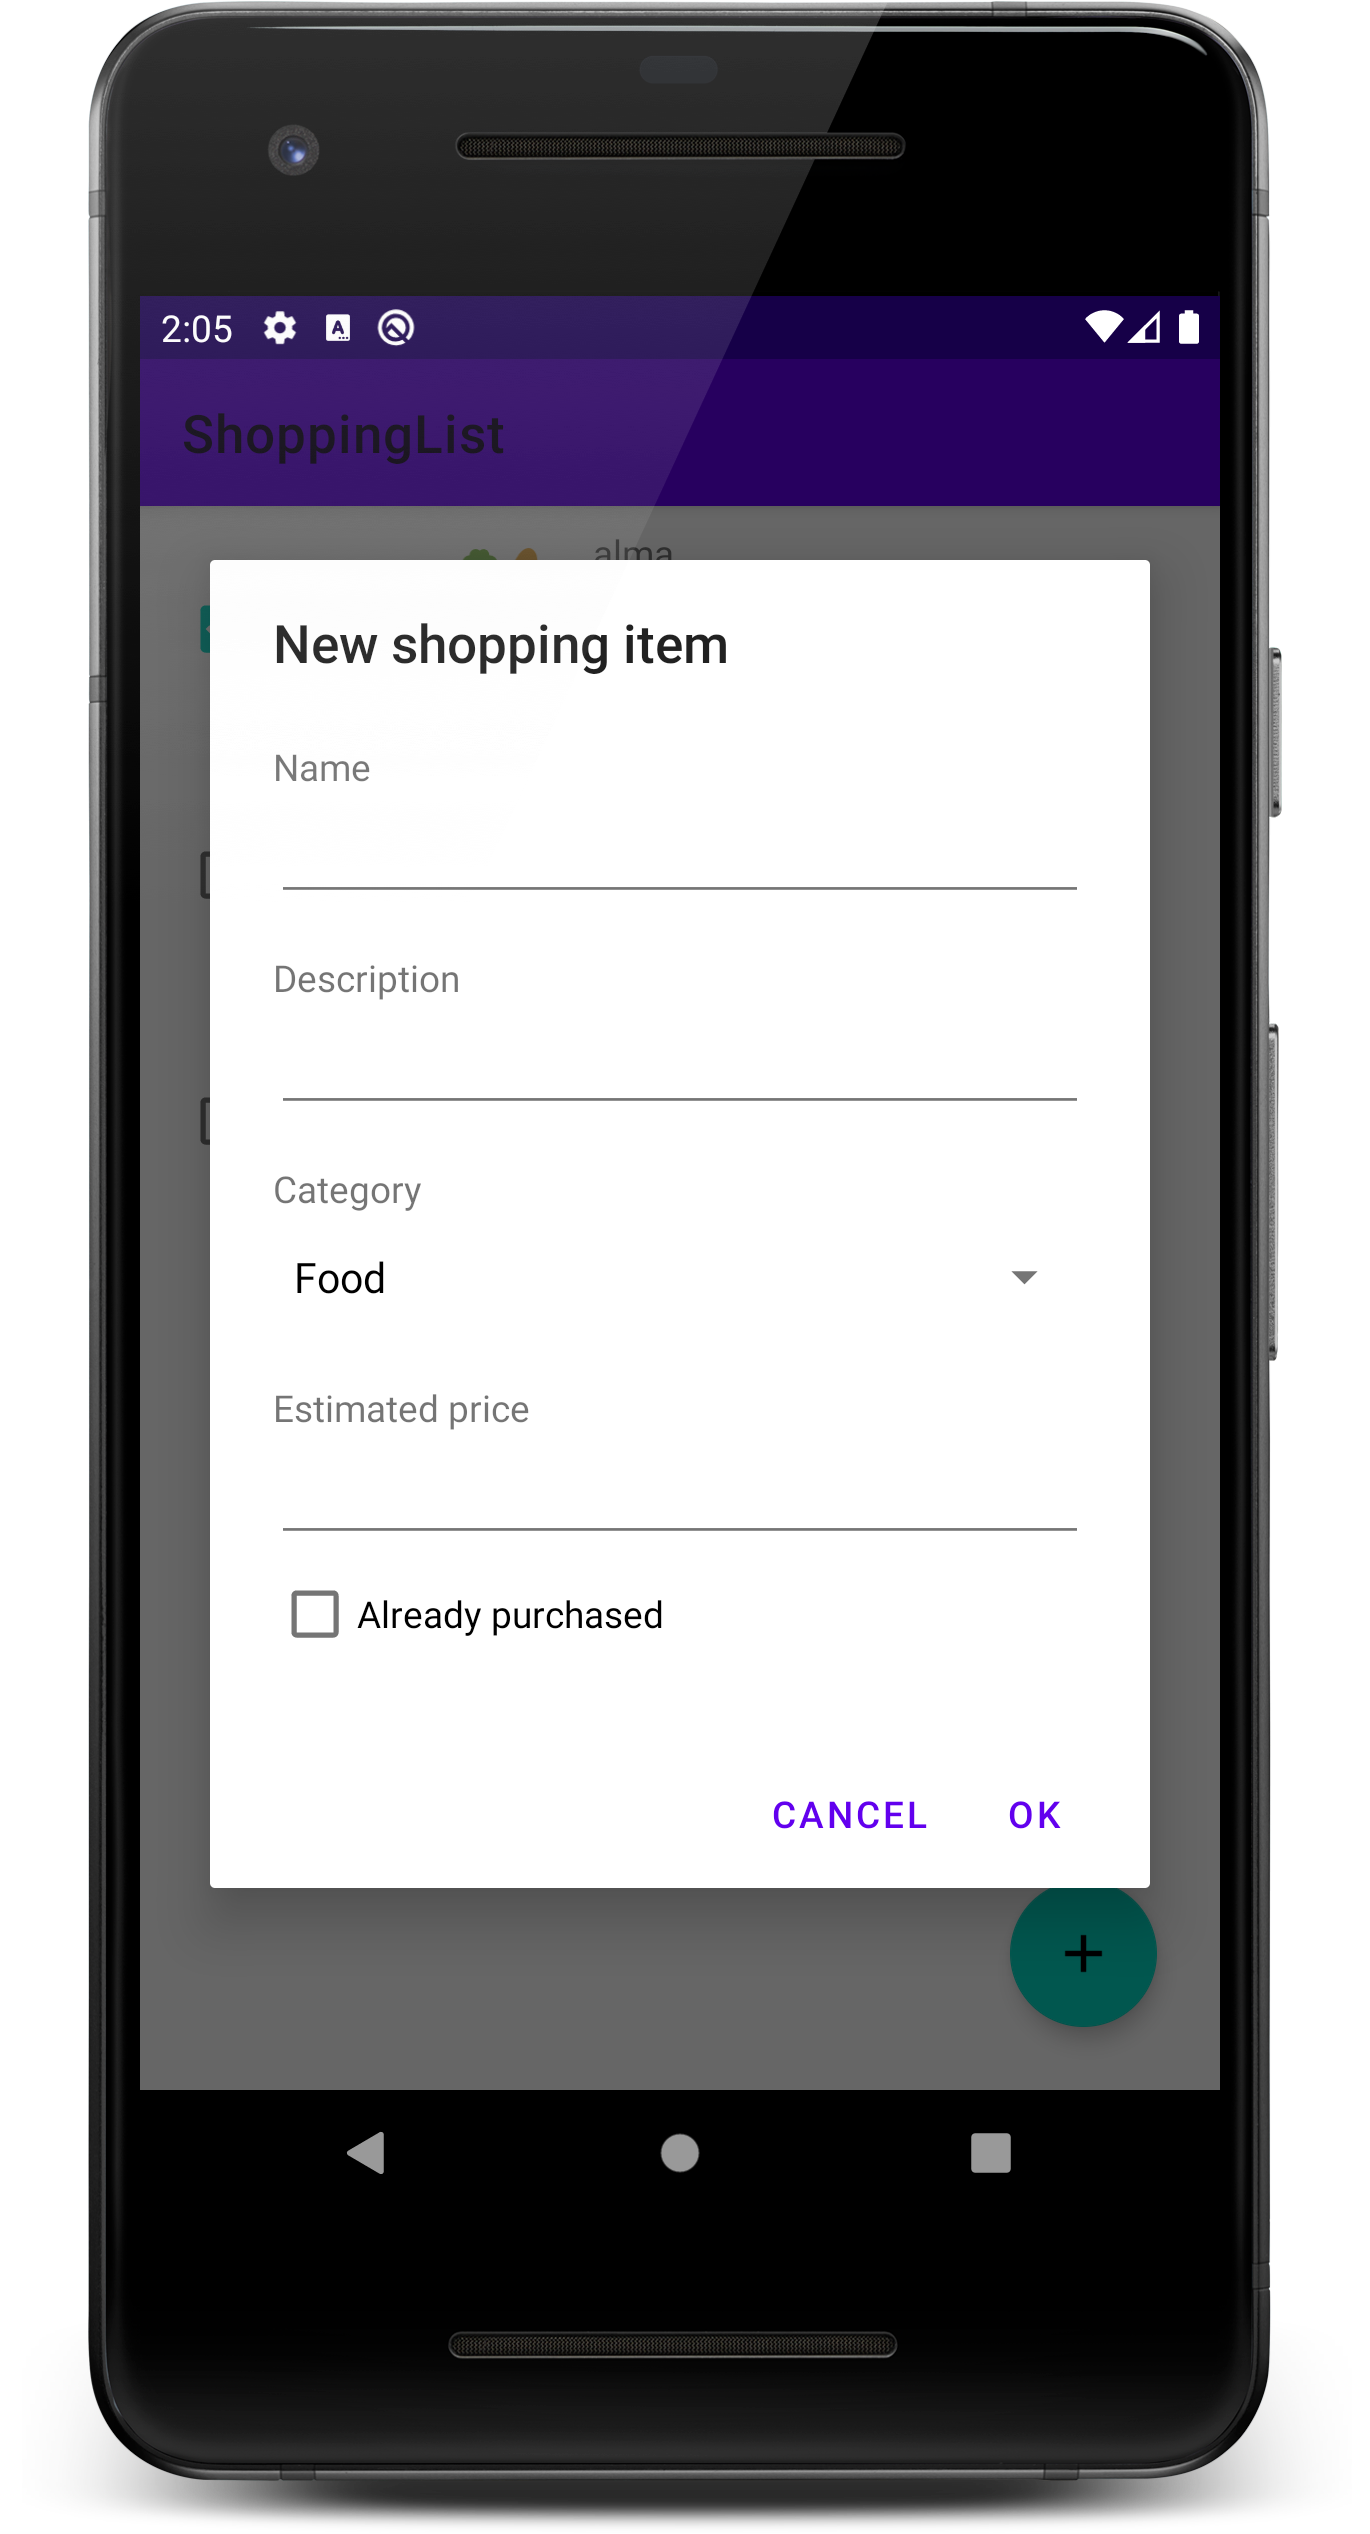 2:05
ShoppingList
alma
New shopping item
Name
Description
Category
Food
Estimated price
Already purchased
CANCEL OK